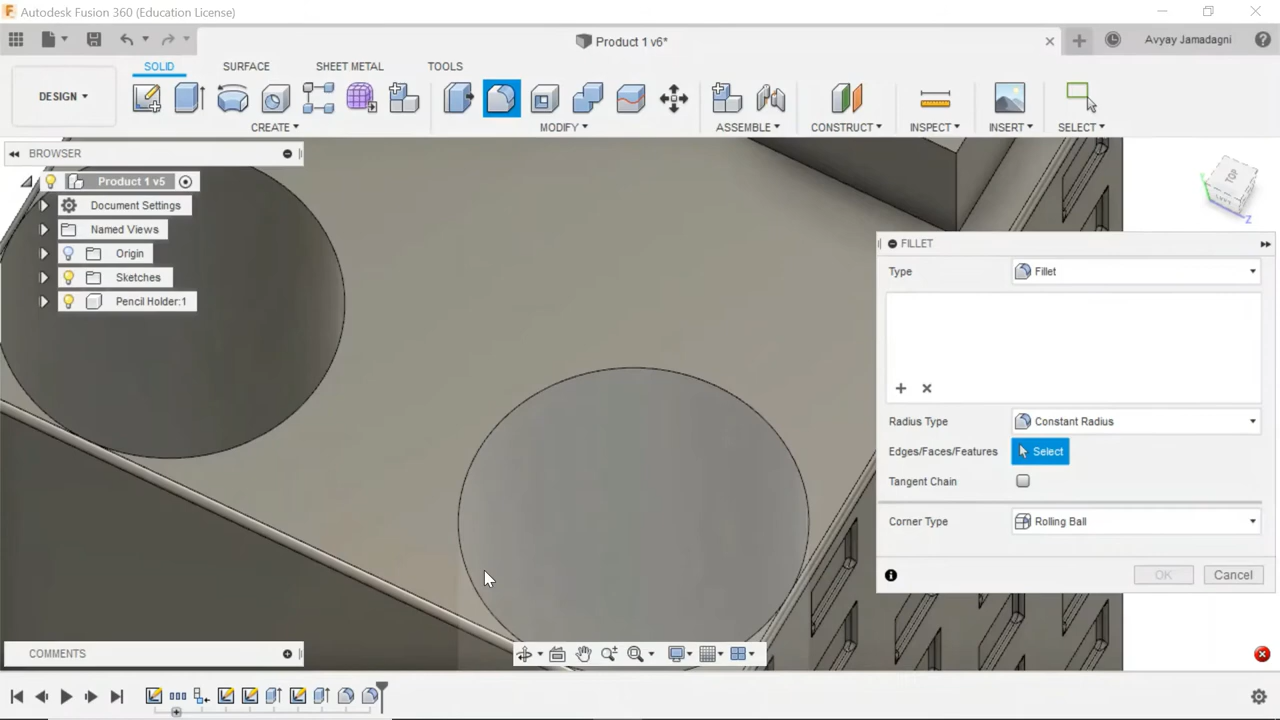 Autodesk Fusion 360 (Education License)
Product 1 v6*
Avyay Jamadagni
DESIGN
SOLID
SURFACE
SHEET METAL
TOOLS
CREATE
MODIFY
ASSEMBLE
CONSTRUCT
INSPECT
INSERT
SELECT
BROWSER
Product 1 v5
Document Settings
Named Views
Origin
Sketches
Pencil Holder:1
Z
FILLET
Type
Fillet
Radius Type
Constant Radius
Edges/Faces/Features
Select
Tangent Chain
Corner Type
Rolling Ball
OK
Cancel
COMMENTS